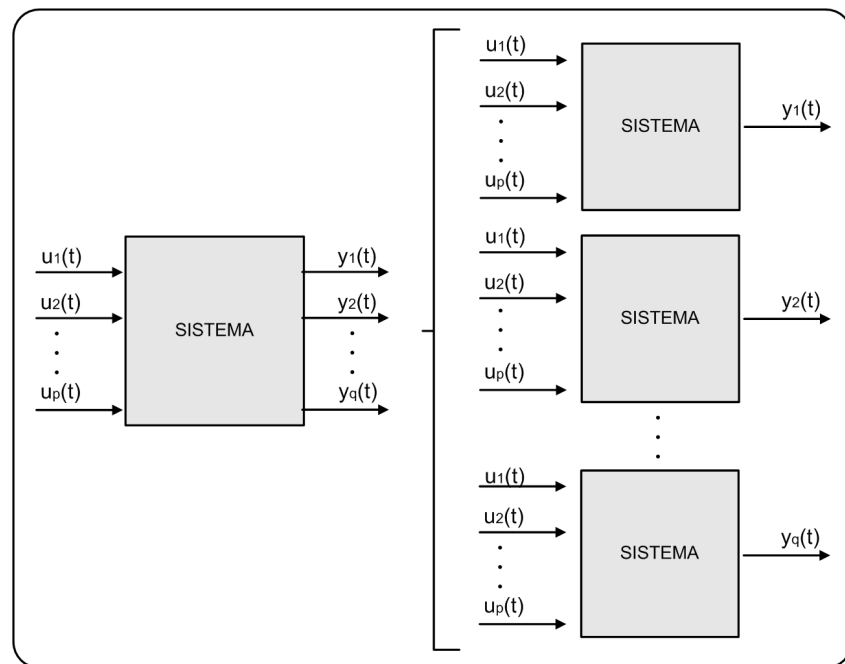 u1(t)
u2(t)
up(t)
SISTEMA
y1(t)
y2(t)
yq(t)
u1(t)
u2(t)
up(t)
SISTEMA
y1(t)
u1(t)
u2(t)
up(t)
SISTEMA
y2(t)
u1(t)
u2(t)
up(t)
SISTEMA
yq(t)